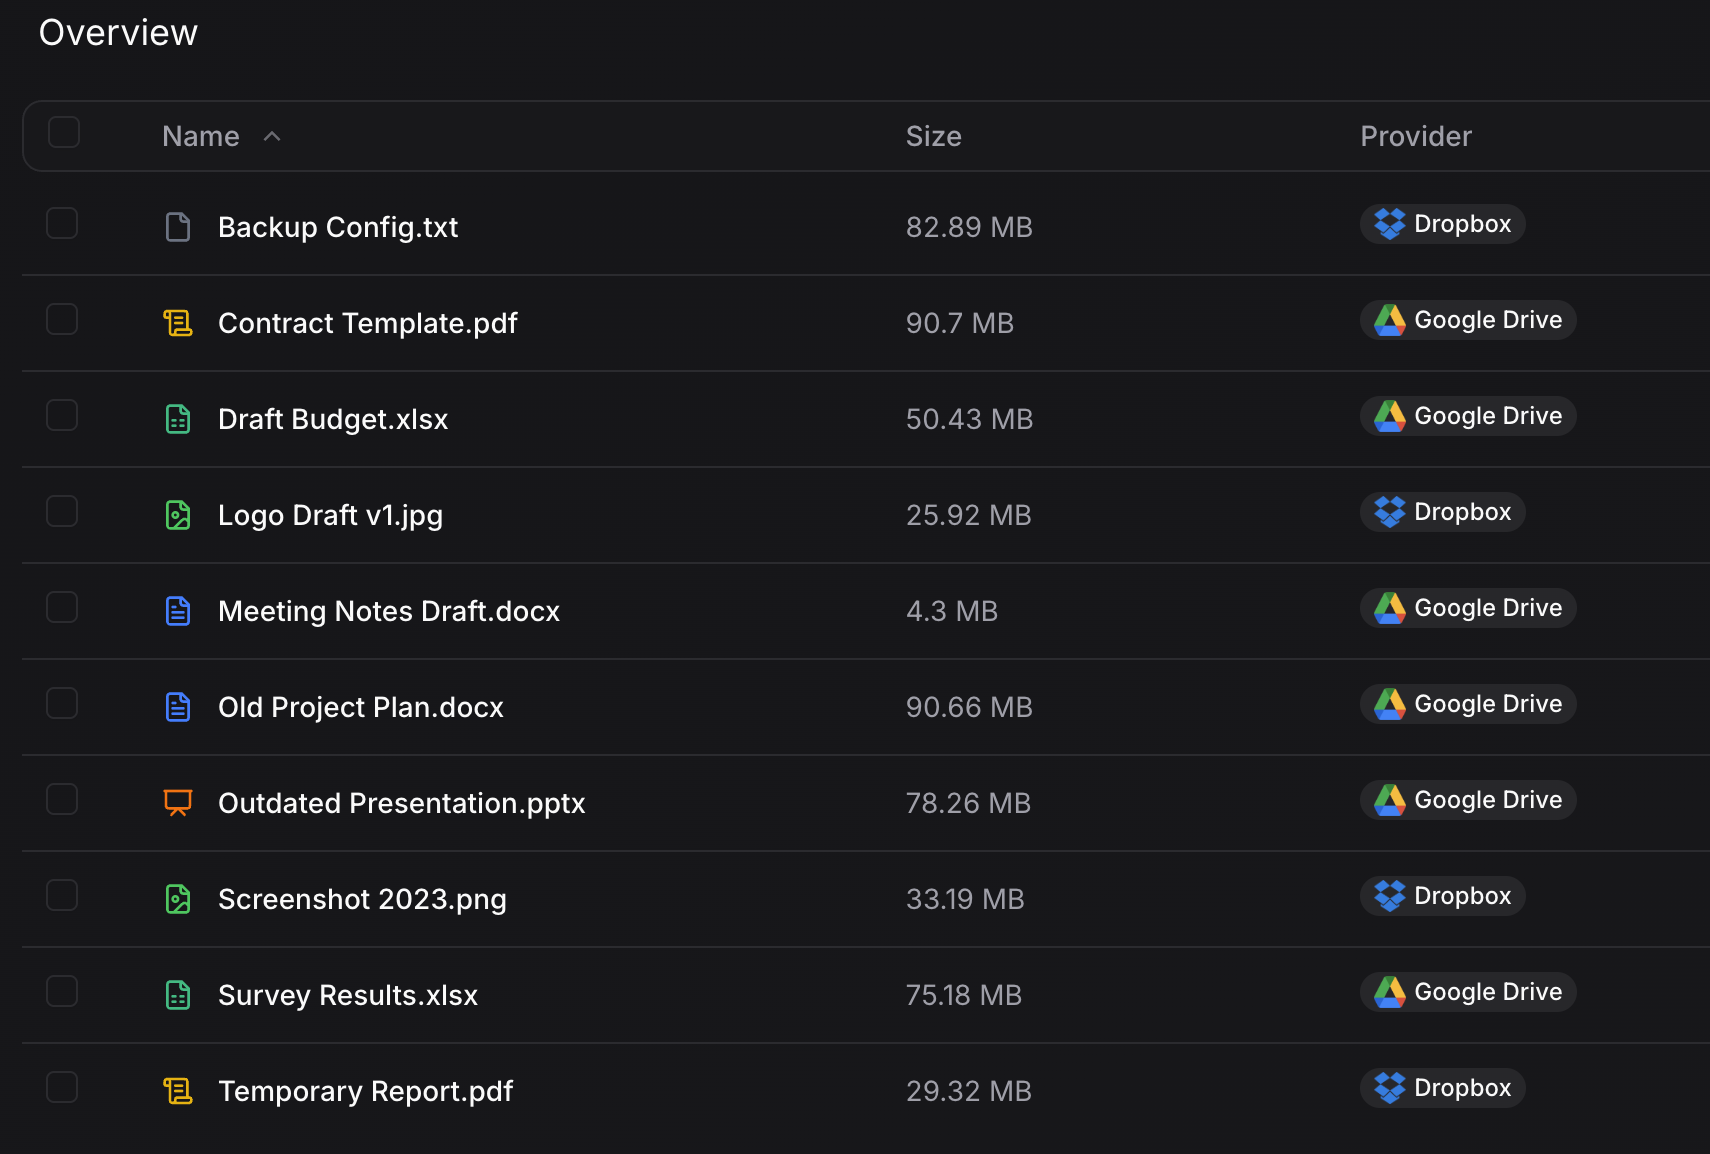 Overview
Name Size Provider
Backup Config.txt 82.89 MB Dropbox
Contract Template.pdf 90.7 MB Google Drive
Draft Budget.xlsx 50.43 MB Google Drive
Logo Draft v1.jpg 25.92 MB Dropbox
Meeting Notes Draft.docx 4.3 MB Google Drive
Old Project Plan.docx 90.66 MB Google Drive
Outdated Presentation.pptx 78.26 MB Google Drive
Screenshot 2023.png 33.19 MB Dropbox
Survey Results.xlsx 75.18 MB Google Drive
Temporary Report.pdf 29.32 MB Dropbox